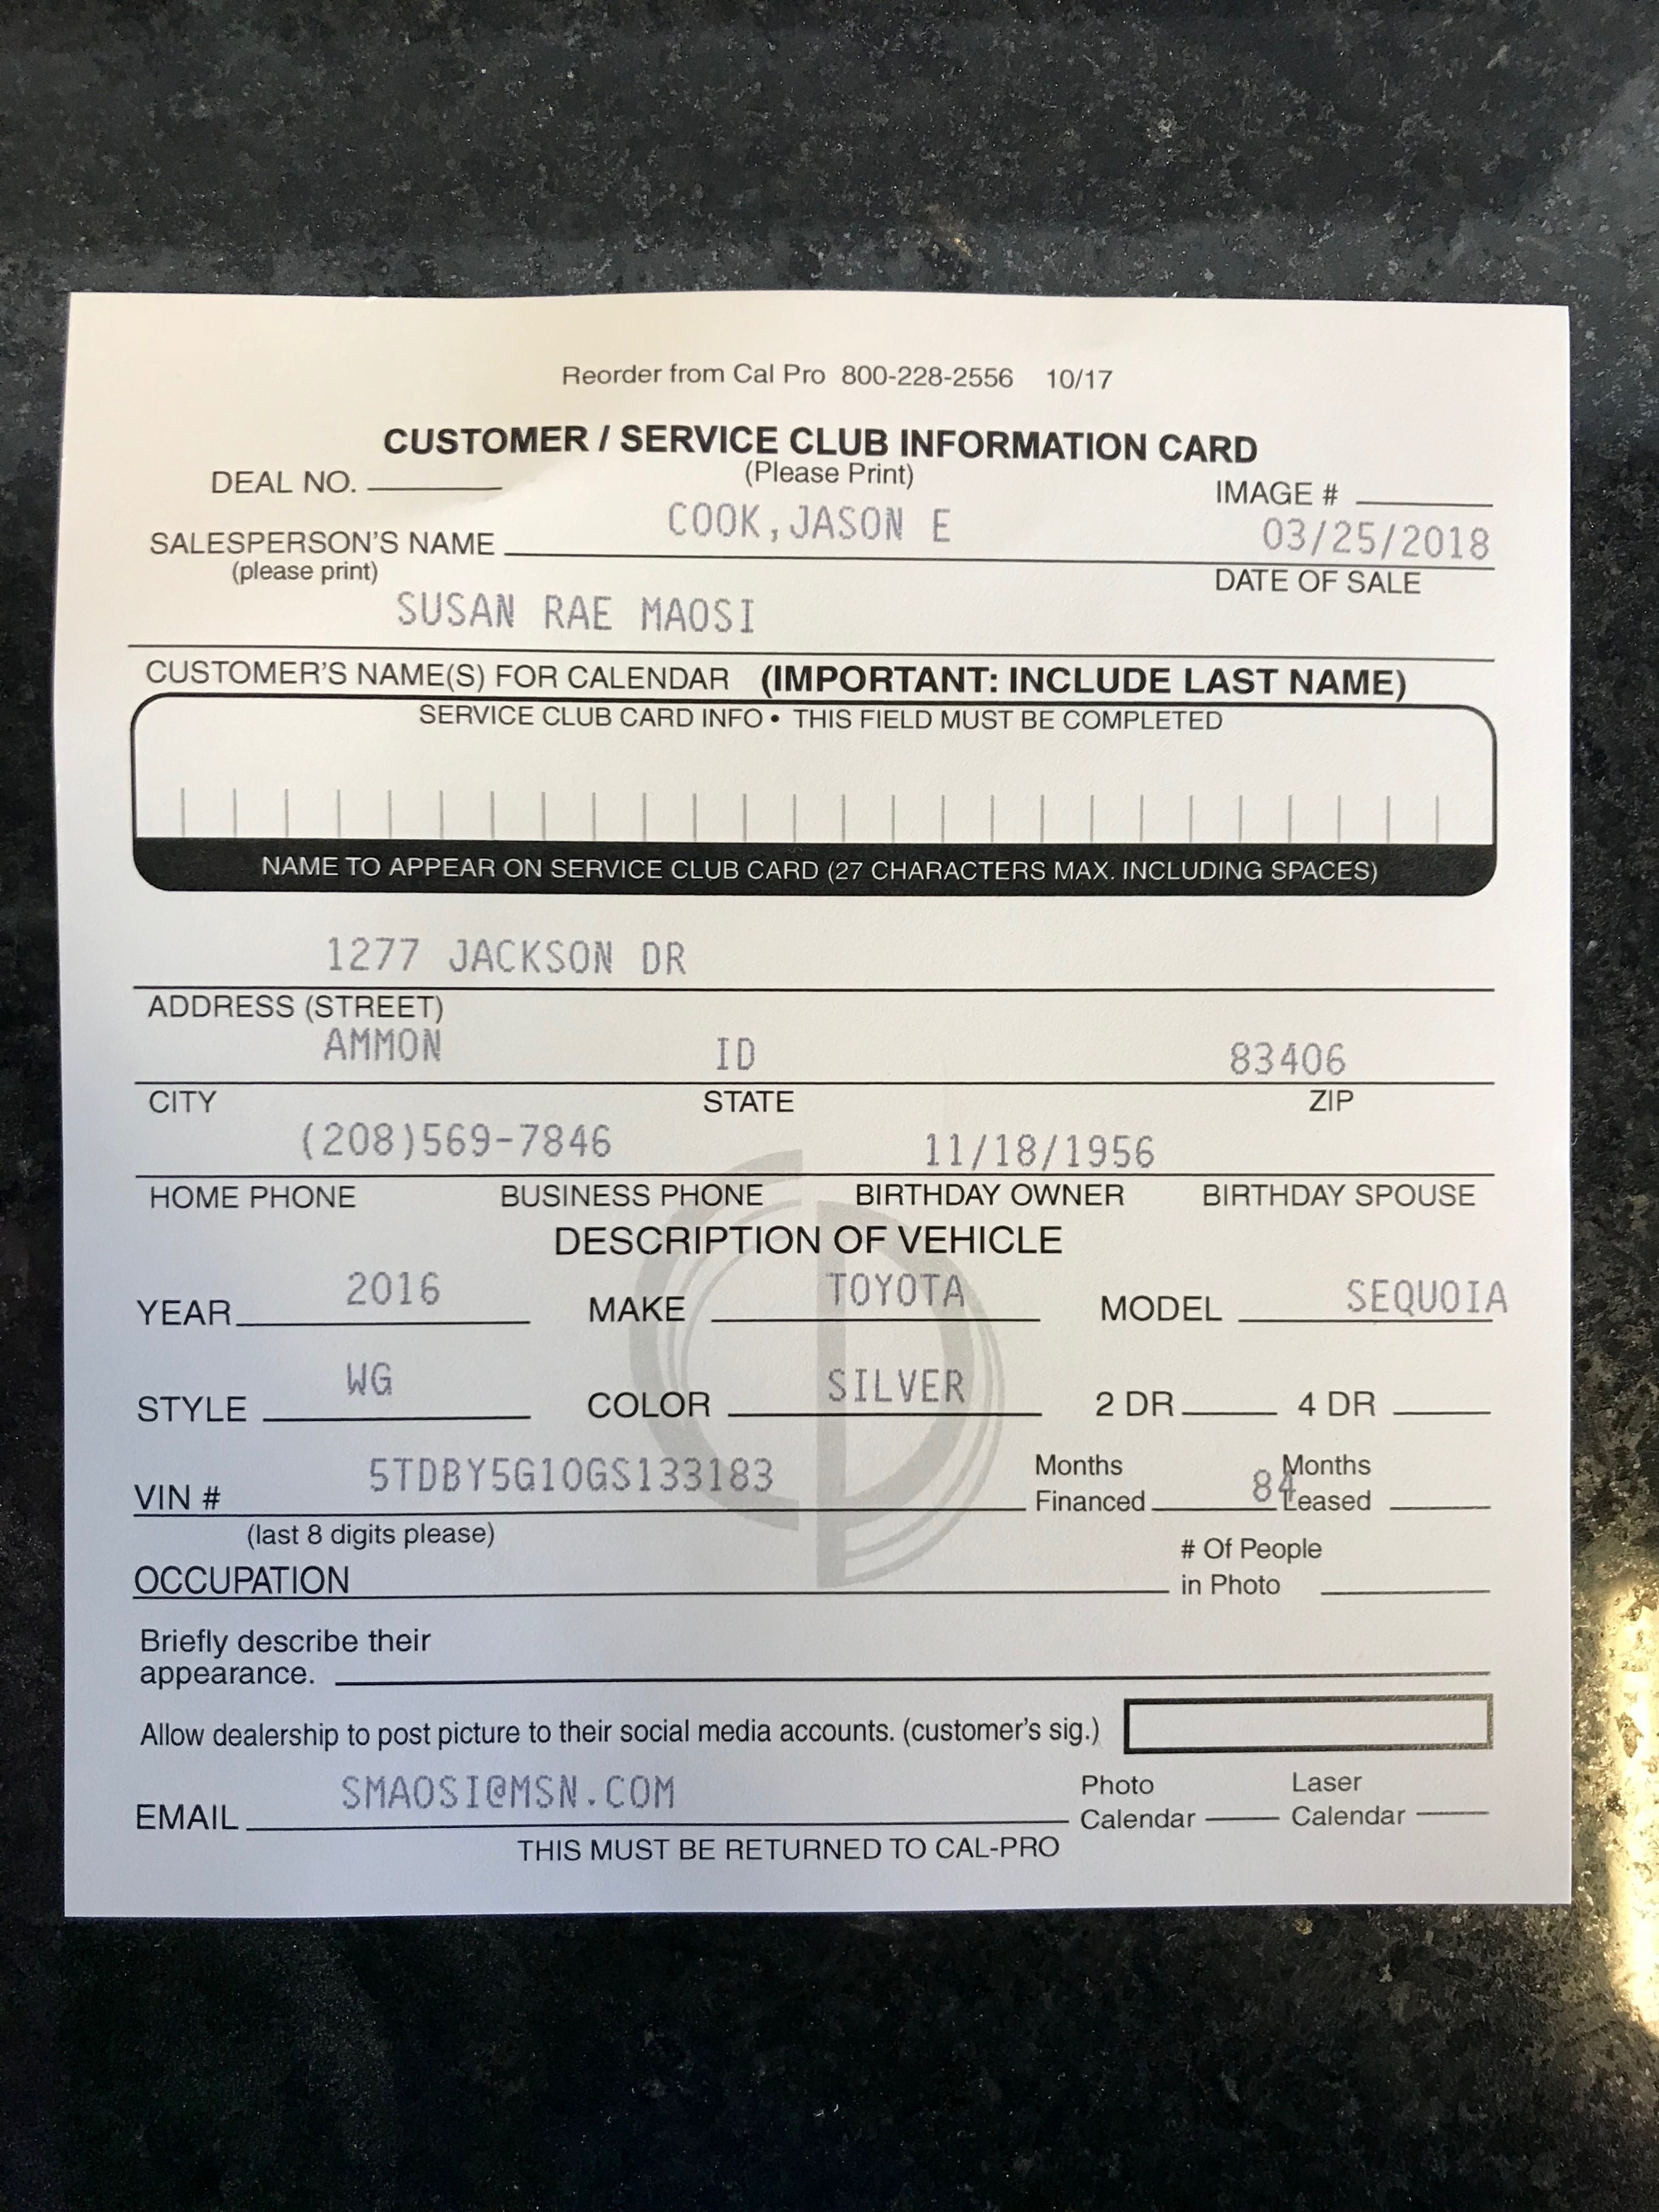 Reorder from Cal Pro 800-228-2556 10/17
CUSTOMER / SERVICE CLUB INFORMATION CARD
(Please Print)
DEAL NO.
IMAGE #
SALESPERSON'S NAME COOK,JASON E 03/25/2018
(please print) DATE OF SALE
SUSAN RAE MAOSI
CUSTOMER'S NAME(S) FOR CALENDAR (IMPORTANT: INCLUDE LAST NAME)
SERVICE CLUB CARD INFO • THIS FIELD MUST BE COMPLETED
NAME TO APPEAR ON SERVICE CLUB CARD (27 CHARACTERS MAX. INCLUDING SPACES)
1277 JACKSON DR
ADDRESS (STREET)
AMMON ID 83406
CITY STATE ZIP
(208)569-7846 11/18/1956
HOME PHONE BUSINESS PHONE BIRTHDAY OWNER BIRTHDAY SPOUSE
DESCRIPTION OF VEHICLE
YEAR 2016 MAKE TOYOTA MODEL SEQUOIA
STYLE WG COLOR SILVER 2 DR 4 DR
VIN # 5TDBY5G10GS133183 Months Financed 84 Months Leased
(last 8 digits please)
OCCUPATION # Of People in Photo
Briefly describe their
appearance.
Allow dealership to post picture to their social media accounts. (customer's sig.)
EMAIL SMAOSI@MSN.COM Photo Calendar Laser Calendar
THIS MUST BE RETURNED TO CAL-PRO